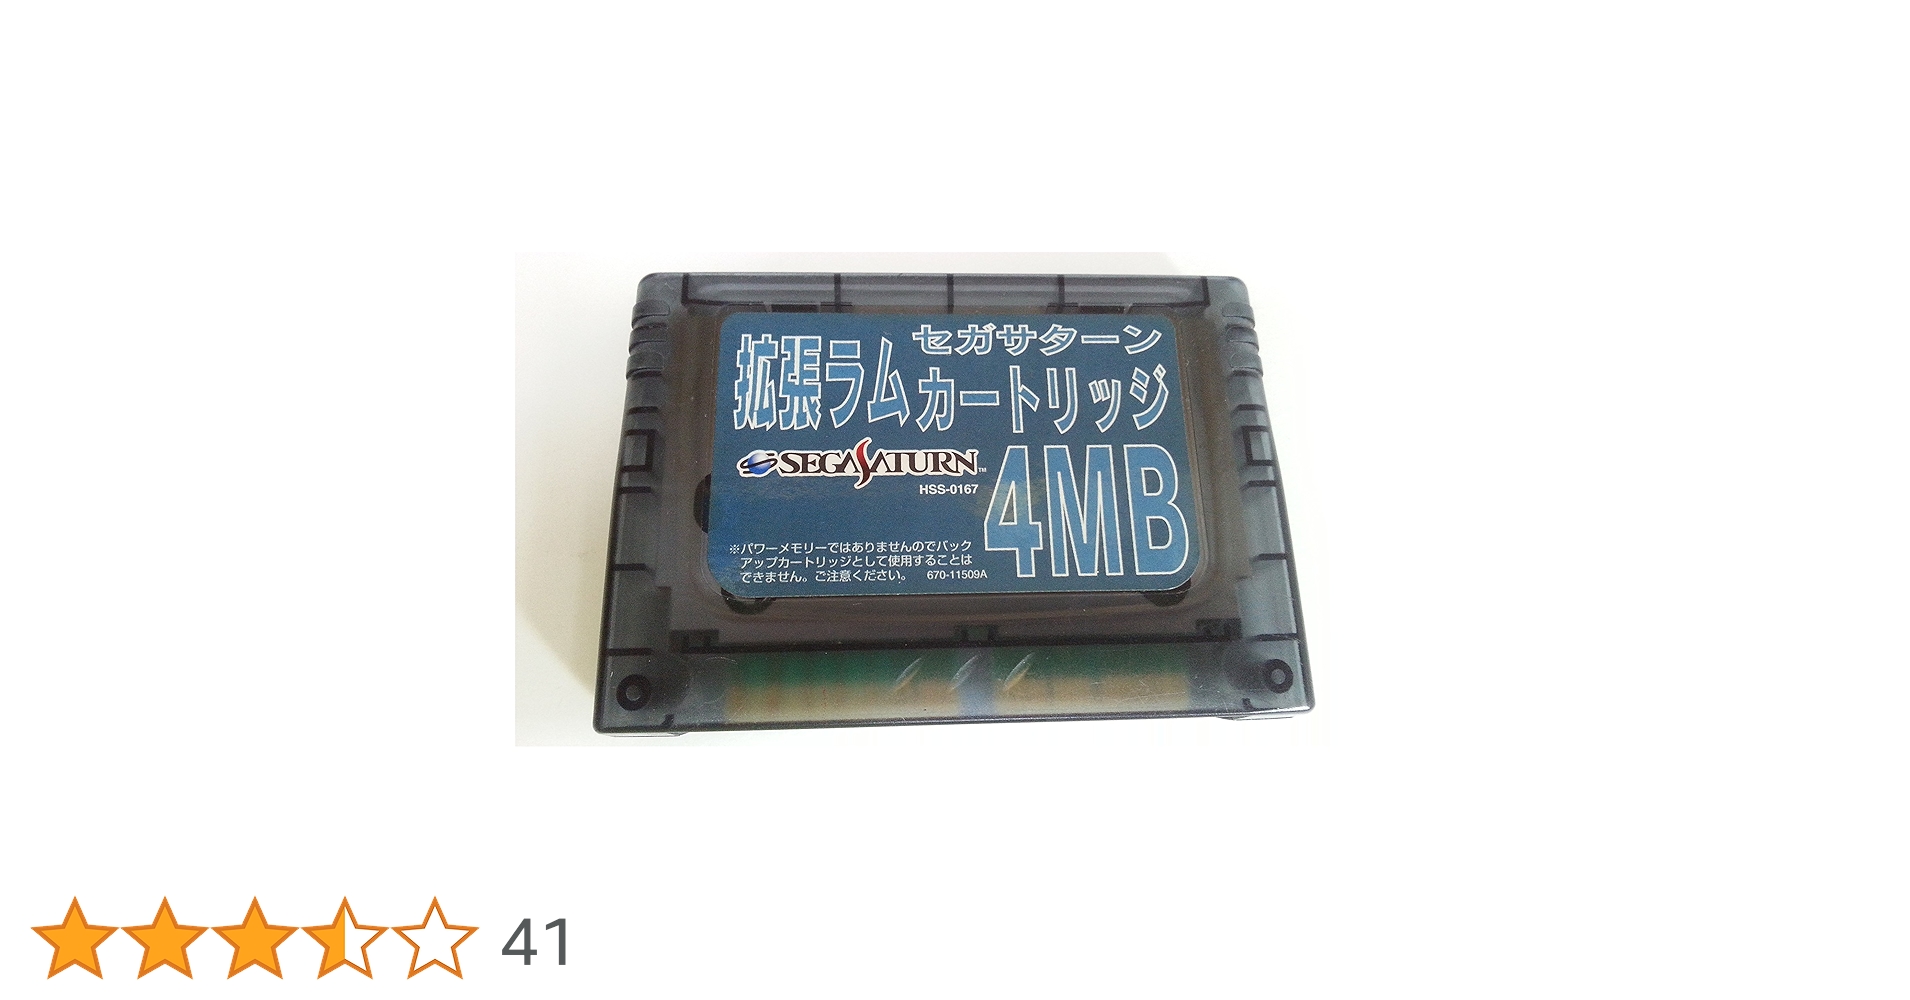 セガサターン
拡張ラムカートリッジ
4MB
SEGASATURN™
HSS-0167
※パワーメモリーではありませんのでバック
アップカートリッジとして使用することは
できません。ご注意ください。 670-11509A
41